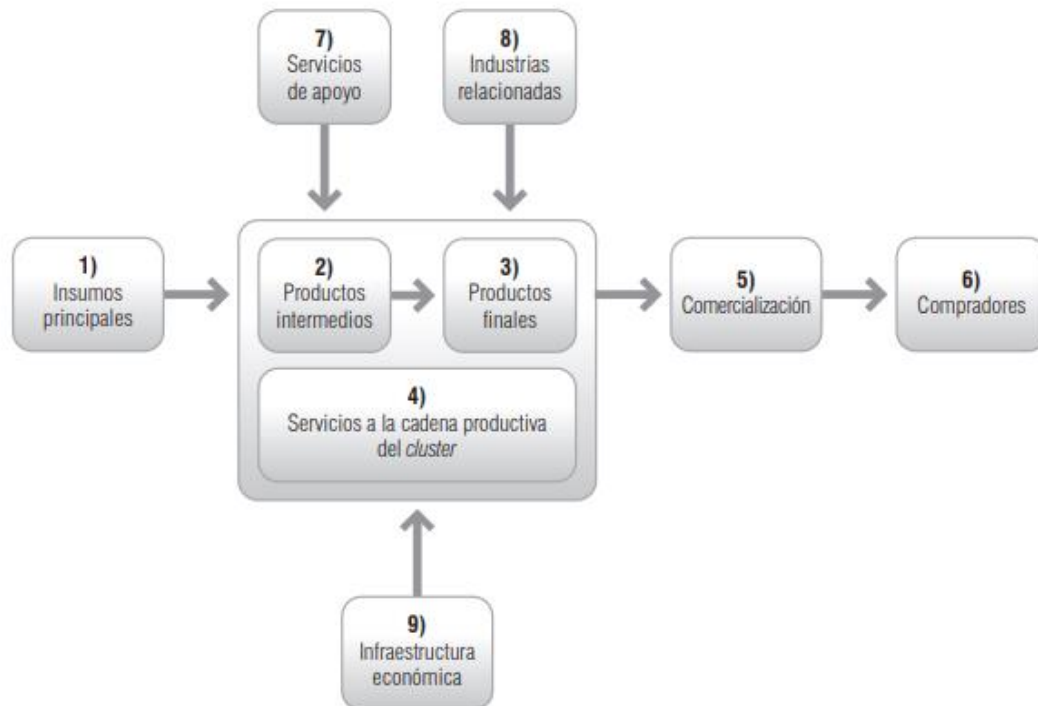 7)
Servicios
de apoyo
8)
Industrias
relacionadas
1)
Insumos
principales
2)
Productos
intermedios
3)
Productos
finales
4)
Servicios a la cadena productiva
del cluster
5)
Comercialización
6)
Compradores
9)
Infraestructura
económica